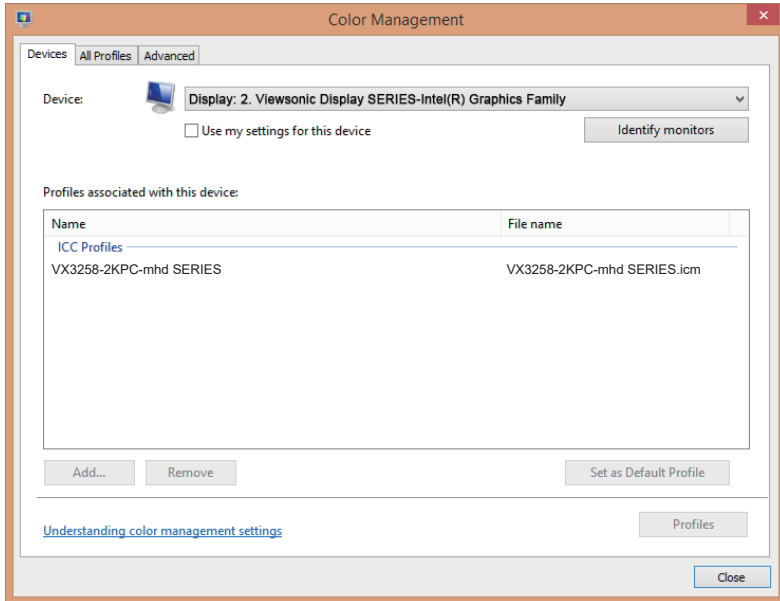 Color Management
Devices All Profiles Advanced
Device: Display: 2. Viewsonic Display SERIES-Intel(R) Graphics Family
Use my settings for this device Identify monitors
Profiles associated with this device:
Name File name
ICC Profiles
VX3258-2KPC-mhd SERIES VX3258-2KPC-mhd SERIES.icm
Add... Remove Set as Default Profile
Understanding color management settings Profiles
Close